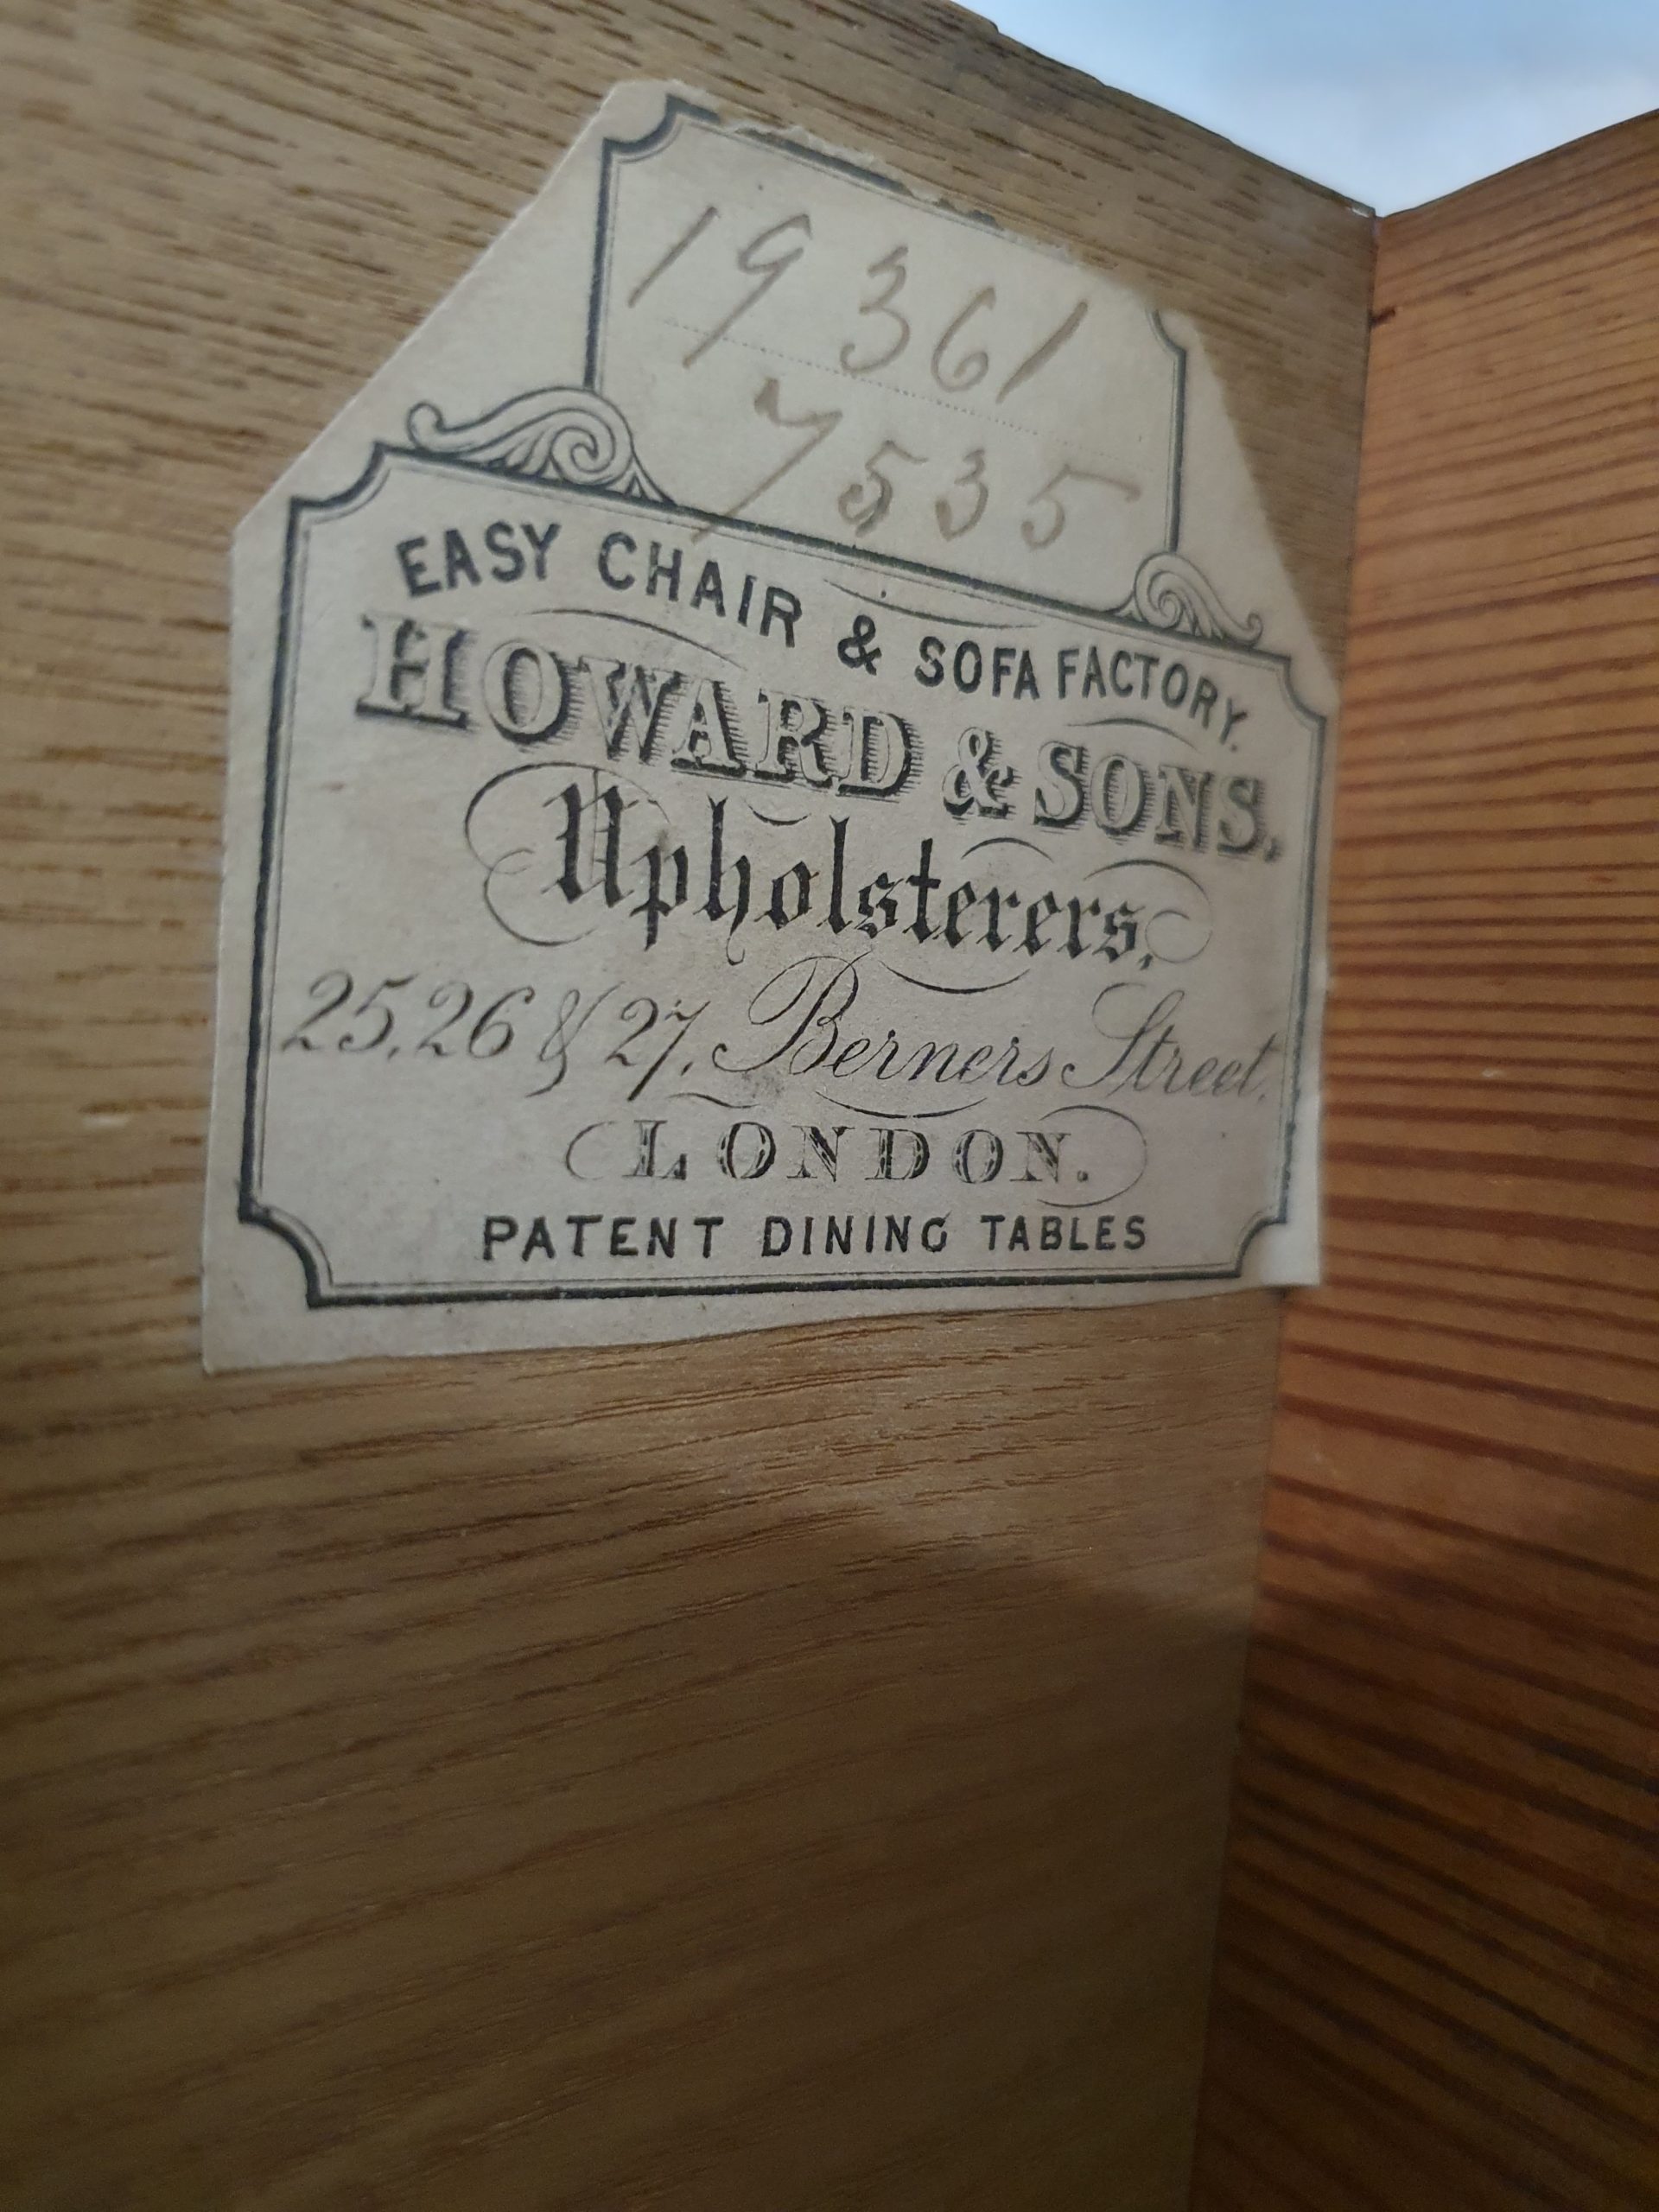 19361
7535
EASY CHAIR & SOFA FACTORY.
HOWARD & SONS.
Upholsterers,
25, 26 & 27, Berners Street,
LONDON.
PATENT DINING TABLES